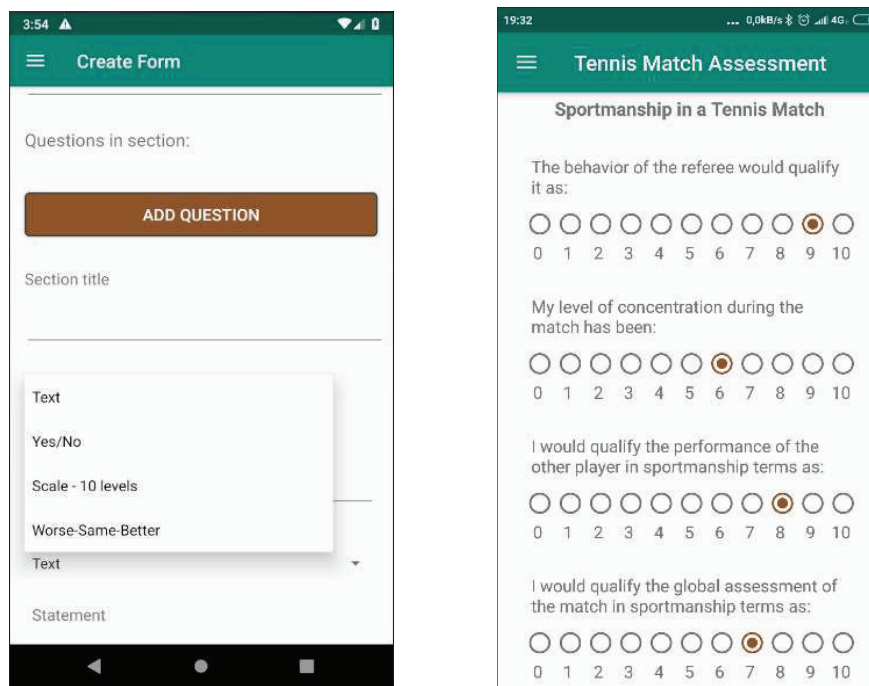 3:54
Create Form
Questions in section:
ADD QUESTION
Section title
Text
Yes/No
Scale - 10 levels
Worse-Same-Better
Text
Statement
19:32
... 0,0kB/s 4G
Tennis Match Assessment
Sportmanship in a Tennis Match
The behavior of the referee would qualify
it as:
0 1 2 3 4 5 6 7 8 9 10
My level of concentration during the
match has been:
0 1 2 3 4 5 6 7 8 9 10
I would qualify the performance of the
other player in sportmanship terms as:
0 1 2 3 4 5 6 7 8 9 10
I would qualify the global assessment of
the match in sportmanship terms as:
0 1 2 3 4 5 6 7 8 9 10